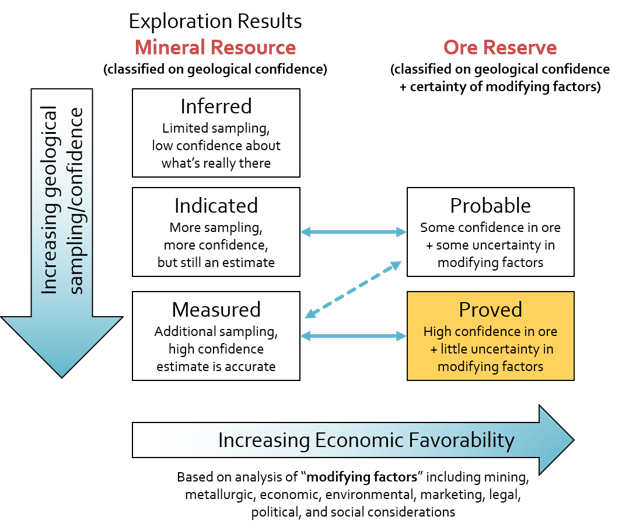 Exploration Results
Mineral Resource
(classified on geological confidence)
Ore Reserve
(classified on geological confidence
+ certainty of modifying factors)
Increasing geological
sampling/confidence
Inferred
Limited sampling,
low confidence about
what's really there
Indicated
More sampling,
more confidence,
but still an estimate
Probable
Some confidence in ore
+ some uncertainty in
modifying factors
Measured
Additional sampling,
high confidence
estimate is accurate
Proved
High confidence in ore
+ little uncertainty in
modifying factors
Increasing Economic Favorability
Based on analysis of “modifying factors” including mining,
metallurgic, economic, environmental, marketing, legal,
political, and social considerations